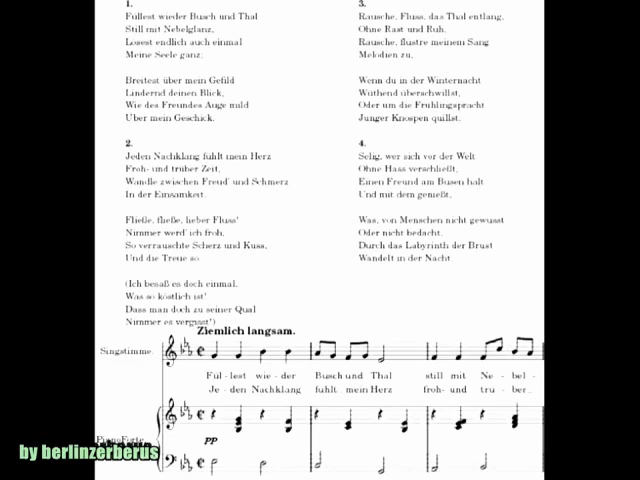 1.
Füllest wieder Busch und Thal
Still mit Nebelglanz,
Lösest endlich auch einmal
Meine Seele ganz;
Breitest über mein Gefild
Lindernd deinen Blick,
Wie des Freundes Auge mild
Über mein Geschick.
2.
Jeden Nachklang fühlt mein Herz
Froh- und trüber Zeit,
Wandle zwischen Freud' und Schmerz
In der Einsamkeit.
Fließe, fließe, lieber Fluss!
Nimmer werd' ich froh,
So verrauschte Scherz und Kuss,
Und die Treue so.
(Ich besaß es doch einmal,
Was so köstlich ist!
Dass man doch zu seiner Qual
Nimmer es vergisst!)
3.
Rausche, Fluss, das Thal entlang,
Ohne Rast und Ruh,
Rausche, flüstre meinem Sang
Melodien zu,
Wenn du in der Winternacht
Wüthend überschwillst,
Oder um die Frühlingspracht
Junger Knospen quillst.
4.
Selig, wer sich vor der Welt
Ohne Hass verschließt,
Einen Freund am Busen hält
Und mit dem genießt,
Was, von Menschen nicht gewusst
Oder nicht bedacht,
Durch das Labyrinth der Brust
Wandelt in der Nacht.
Ziemlich langsam.
Singstimme.
Fül - lest wie - der Busch und Thal still mit Ne - bel -
Je - den Nachklang fühlt mein Herz froh- und trü - ber
PianoForte
pp
by berlinzerberus